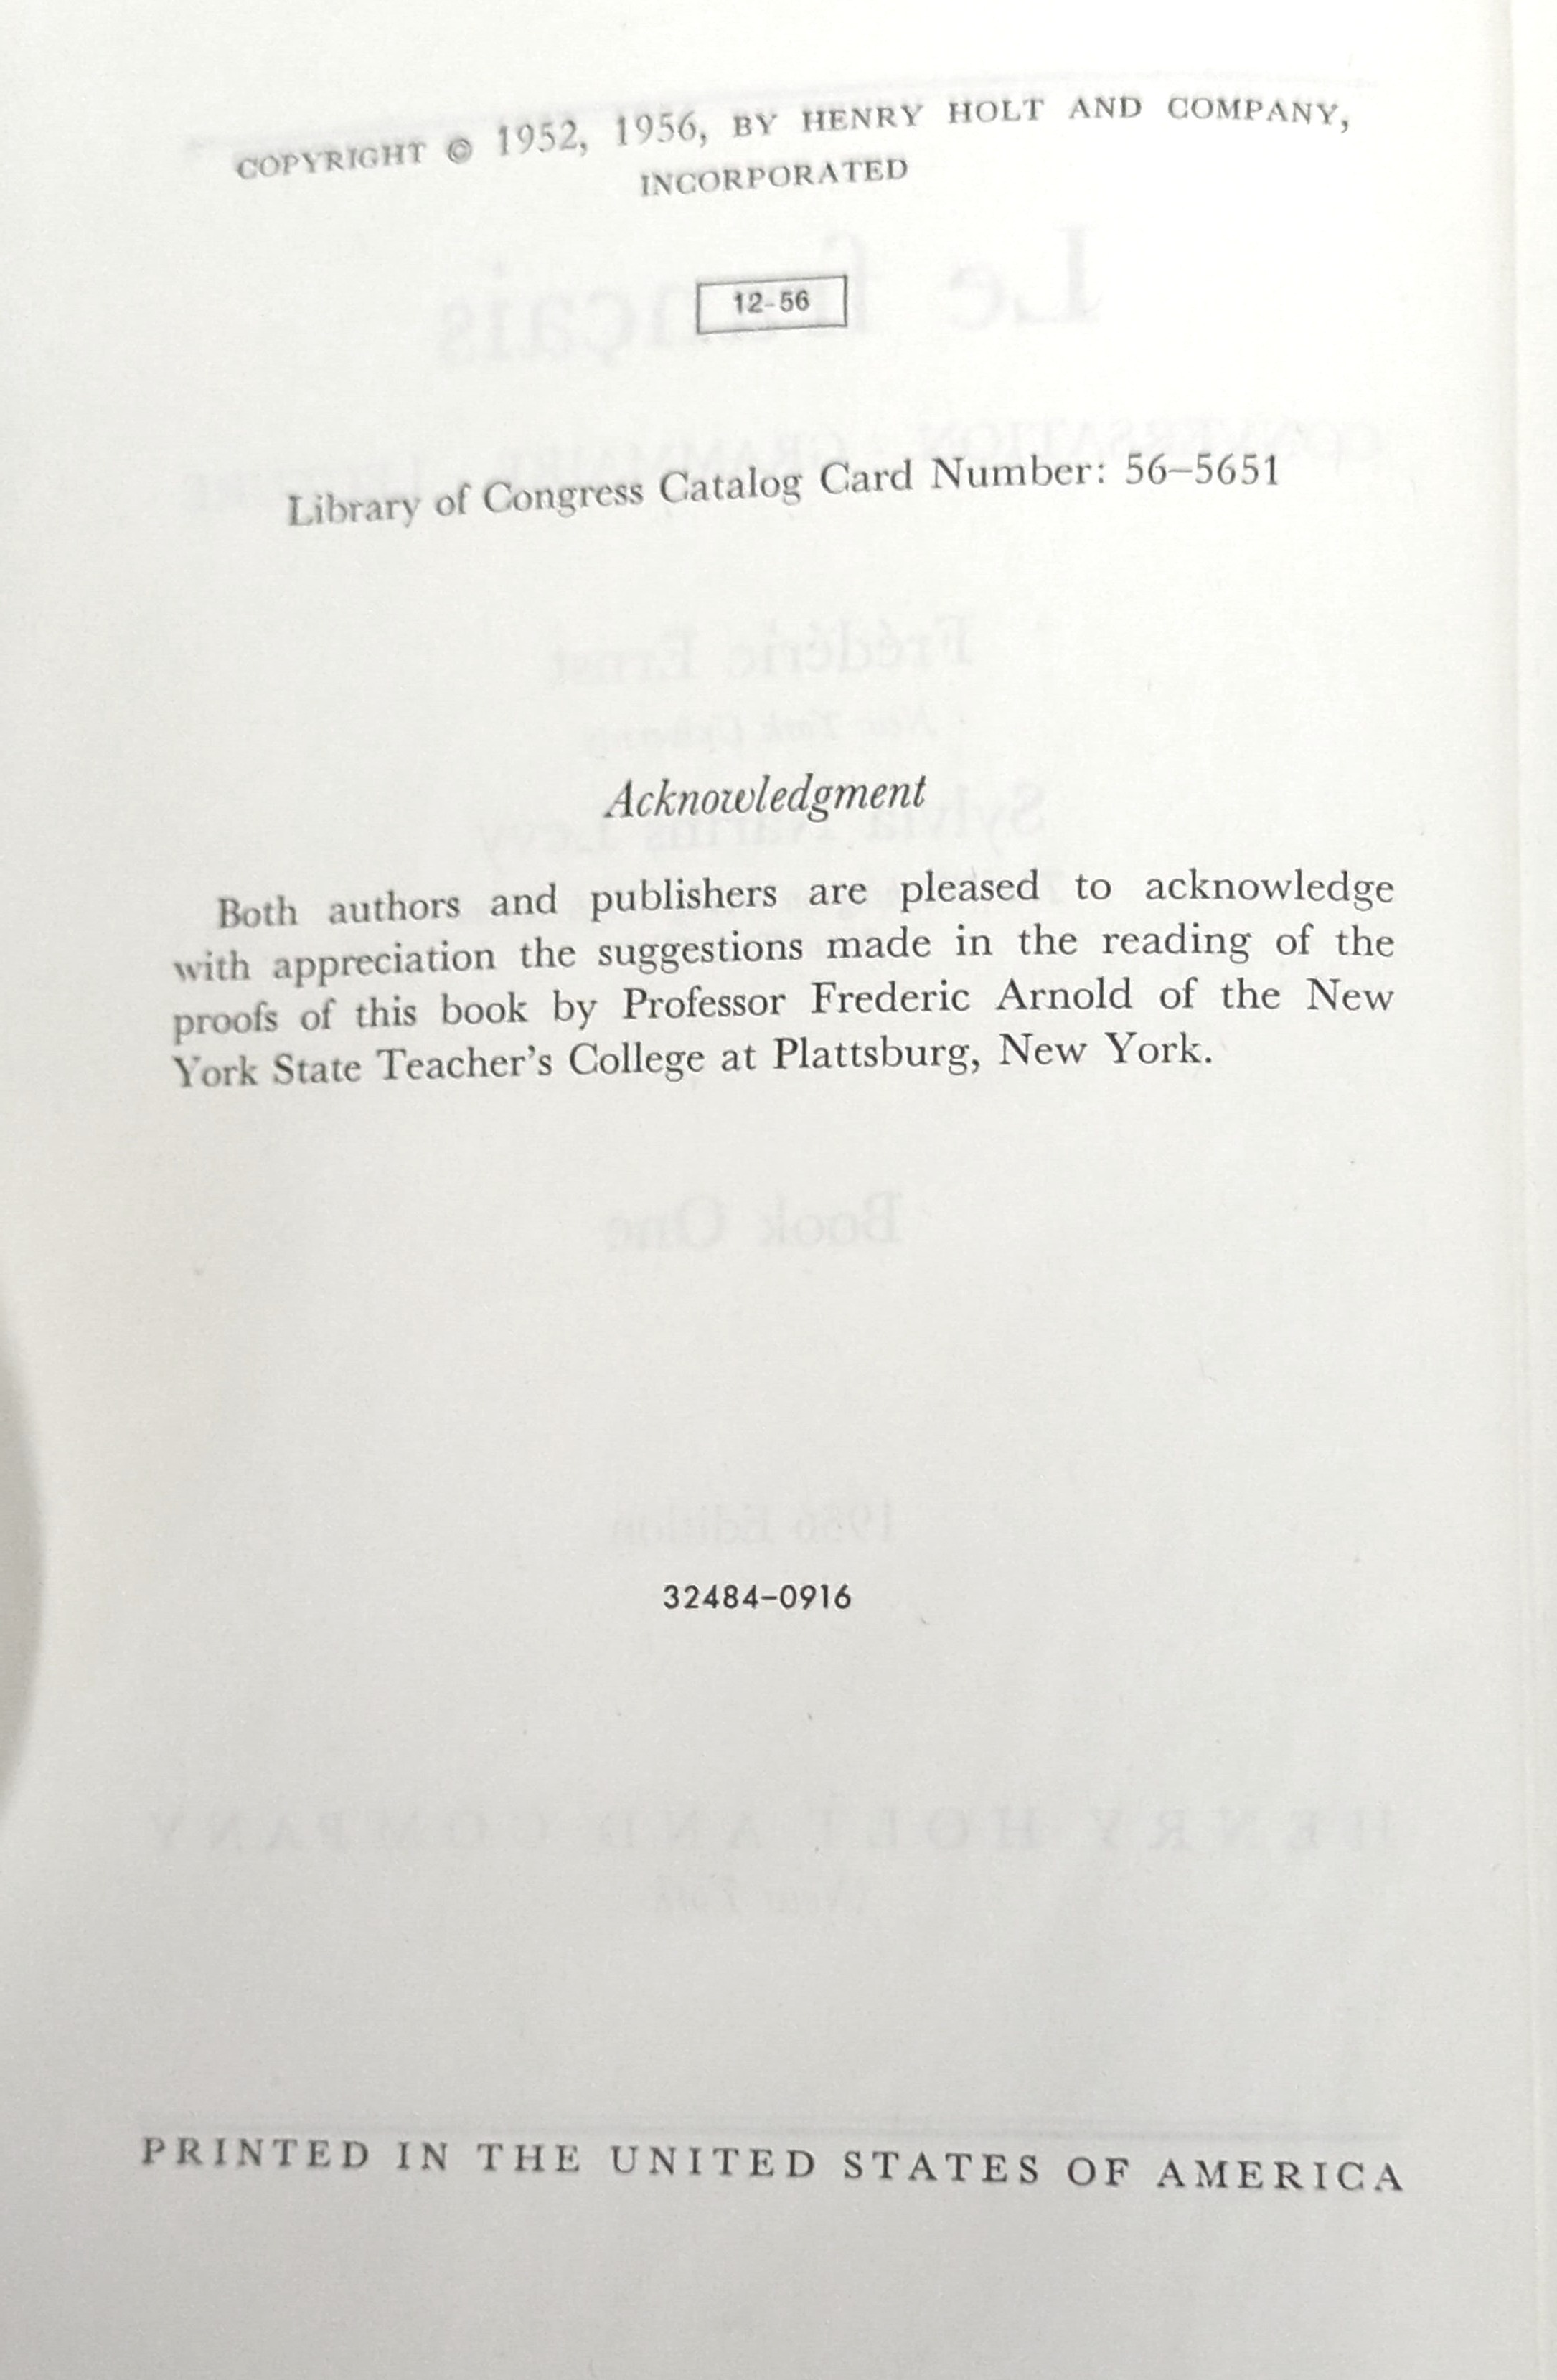 COPYRIGHT © 1952, 1956, BY HENRY HOLT AND COMPANY,
INCORPORATED
12-56
Library of Congress Catalog Card Number: 56–5651
Acknowledgment
Both authors and publishers are pleased to acknowledge
with appreciation the suggestions made in the reading of the
proofs of this book by Professor Frederic Arnold of the New
York State Teacher’s College at Plattsburg, New York.
32484–0916
PRINTED IN THE UNITED STATES OF AMERICA